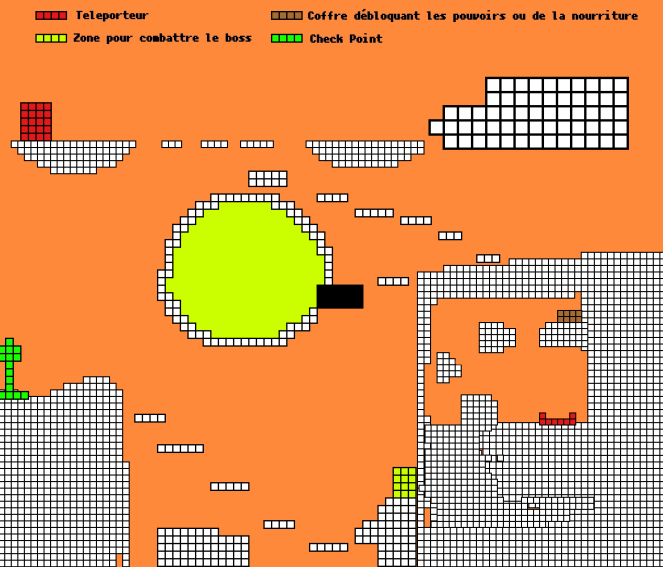 Teleporteur
Coffre débloquant les pouvoirs ou de la nourriture
Zone pour combattre le boss
Check Point